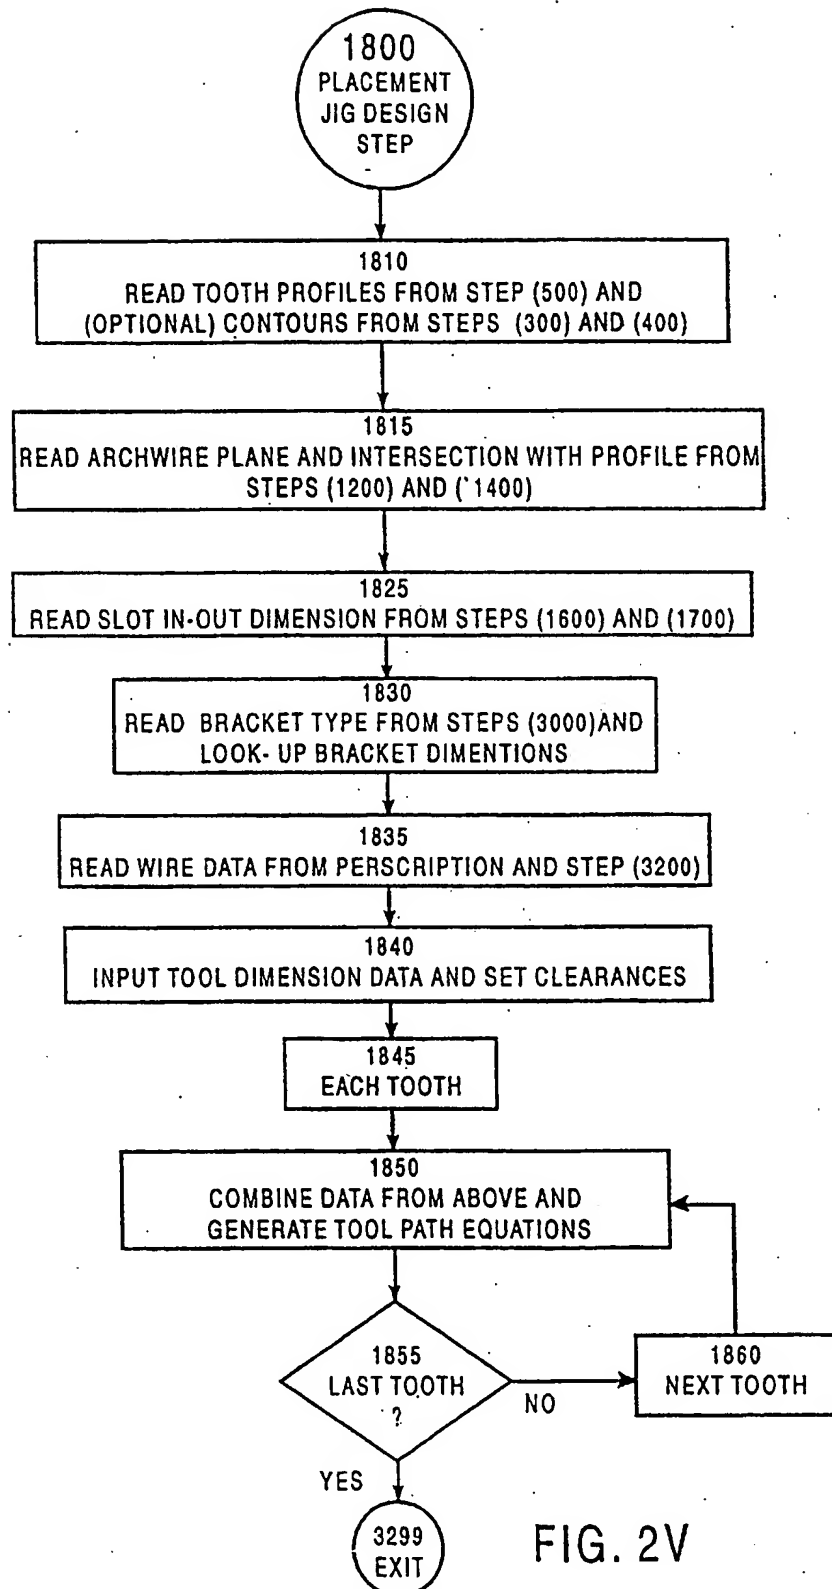 1800
PLACEMENT
JIG DESIGN
STEP
1810
READ TOOTH PROFILES FROM STEP (500) AND
(OPTIONAL) CONTOURS FROM STEPS (300) AND (400)
1815
READ ARCHWIRE PLANE AND INTERSECTION WITH PROFILE FROM
STEPS (1200) AND (1400)
1825
READ SLOT IN-OUT DIMENSION FROM STEPS (1600) AND (1700)
1830
READ BRACKET TYPE FROM STEPS (3000)AND
LOOK-UP BRACKET DIMENTIONS
1835
READ WIRE DATA FROM PERSCRIPTION AND STEP (3200)
1840
INPUT TOOL DIMENSION DATA AND SET CLEARANCES
1845
EACH TOOTH
1850
COMBINE DATA FROM ABOVE AND
GENERATE TOOL PATH EQUATIONS
1855
LAST TOOTH
?
NO
1860
NEXT TOOTH
YES
3299
EXIT
FIG. 2V